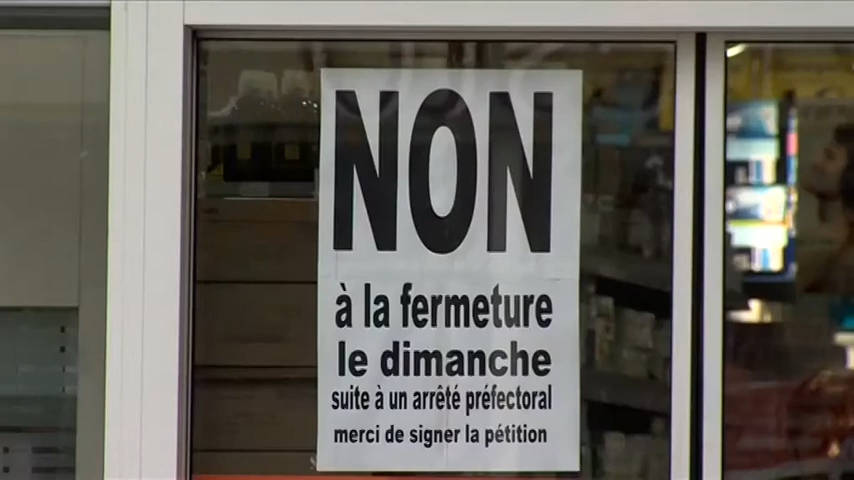 NON
à la fermeture
le dimanche
suite à un arrêté préfectoral
merci de signer la pétition